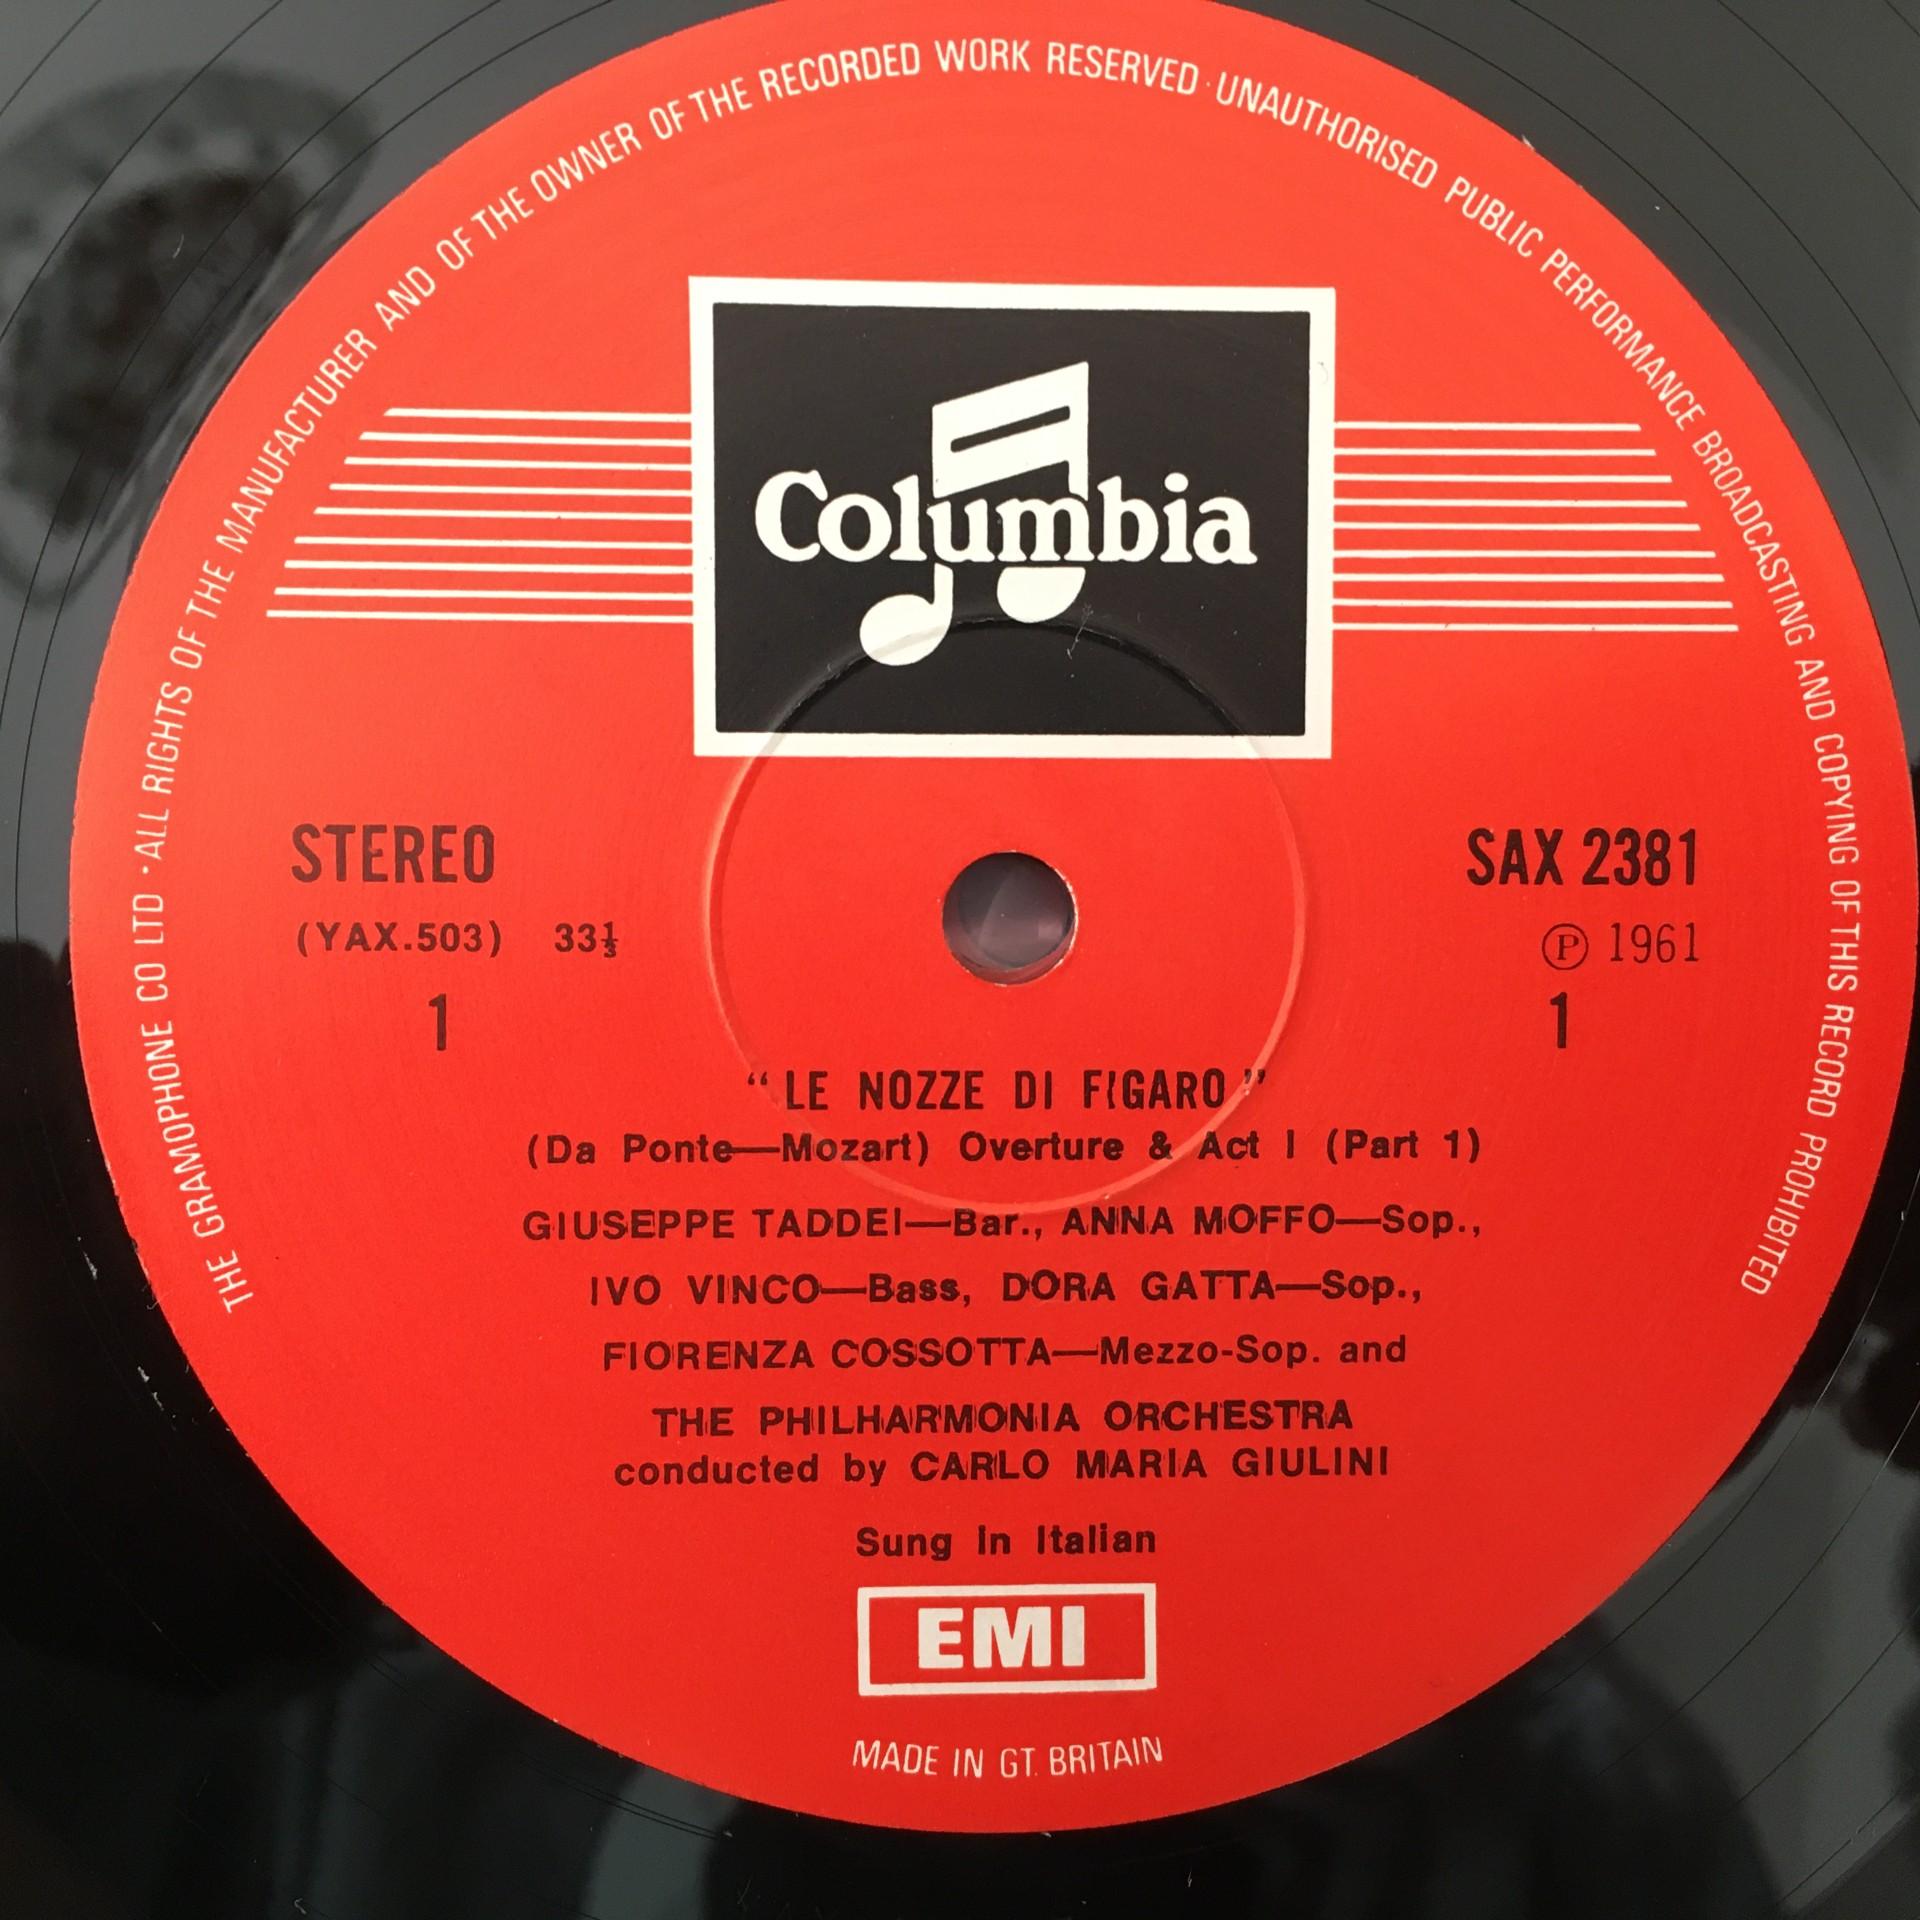 THE GRAMOPHONE CO LTD · ALL RIGHTS OF THE MANUFACTURER AND OF THE OWNER OF THE RECORDED WORK RESERVED · UNAUTHORISED PUBLIC PERFORMANCE BROADCASTING AND COPYING OF THIS RECORD PROHIBITED
Columbia
STEREO SAX 2381
(YAX.503) 33⅓ ℗ 1961
1 1
“LE NOZZE DI FIGARO”
(Da Ponte—Mozart) Overture & Act I (Part 1)
GIUSEPPE TADDEI—Bar., ANNA MOFFO—Sop.,
IVO VINCO—Bass, DORA GATTA—Sop.,
FIORENZA COSSOTTA—Mezzo-Sop. and
THE PHILHARMONIA ORCHESTRA
conducted by CARLO MARIA GIULINI
Sung in Italian
EMI
MADE IN GT. BRITAIN